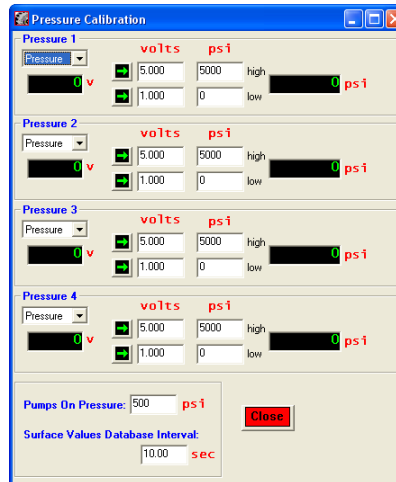 Pressure Calibration
Pressure 1
volts psi
Pressure
5.000 5000 high
0 v 0 psi
1.000 0 low
Pressure 2
volts psi
Pressure
5.000 5000 high
0 v 0 psi
1.000 0 low
Pressure 3
volts psi
Pressure
5.000 5000 high
0 v 0 psi
1.000 0 low
Pressure 4
volts psi
Pressure
5.000 5000 high
0 v 0 psi
1.000 0 low
Pumps On Pressure: 500 psi
Close
Surface Values Database Interval:
10.00 sec